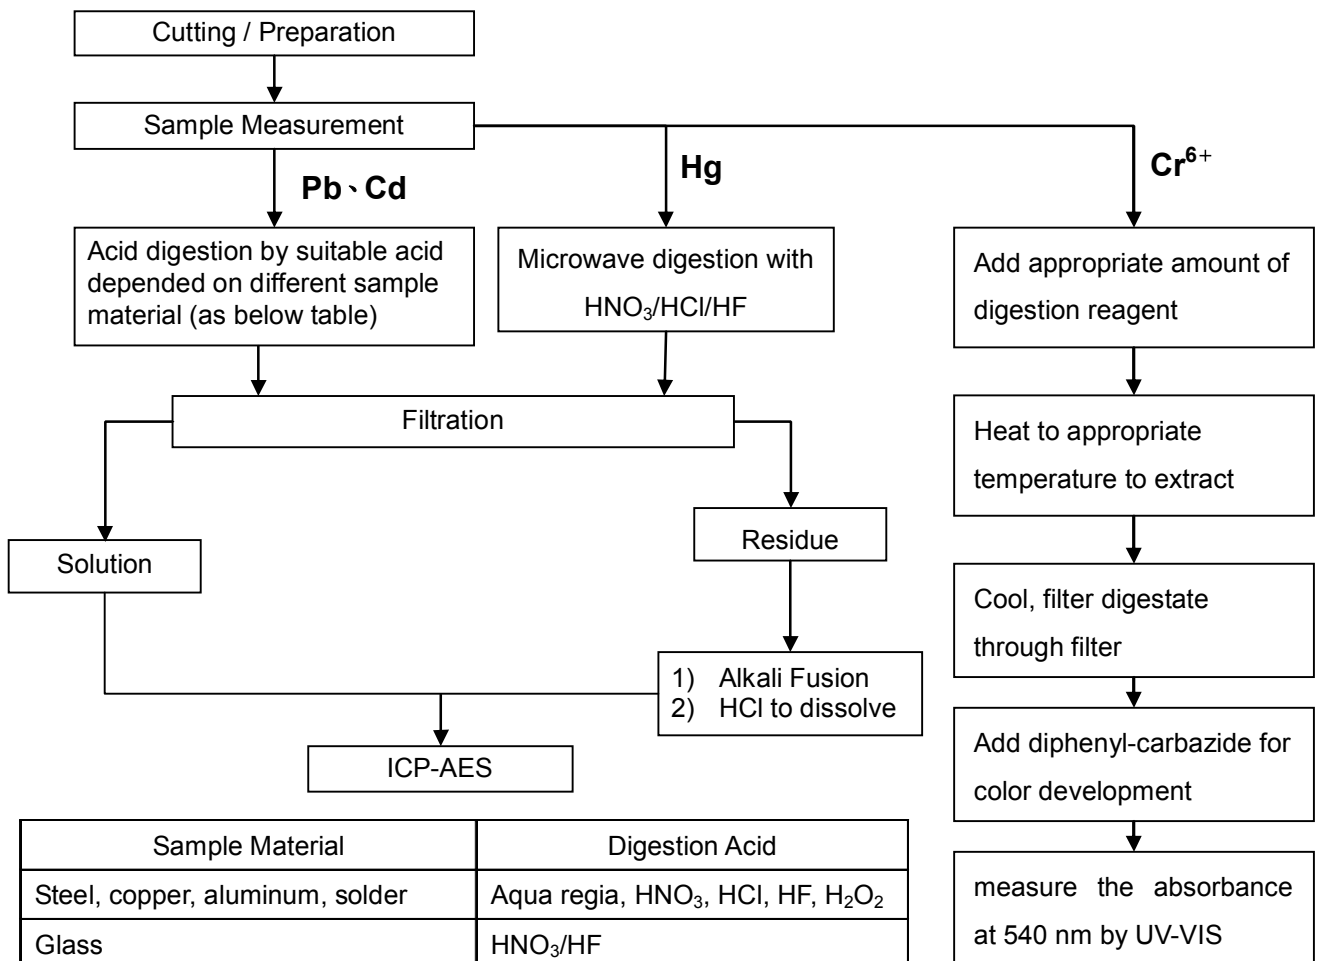 Cutting / Preparation
Sample Measurement
Pb、Cd
Hg
Cr⁶⁺
Acid digestion by suitable acid
depended on different sample
material (as below table)
Microwave digestion with
HNO₃/HCl/HF
Add appropriate amount of
digestion reagent
Filtration
Heat to appropriate
temperature to extract
Solution
Residue
Cool, filter digestate
through filter
1) Alkali Fusion
2) HCl to dissolve
ICP-AES
Add diphenyl-carbazide for
color development
Sample Material Digestion Acid
Steel, copper, aluminum, solder Aqua regia, HNO₃, HCl, HF, H₂O₂
Glass HNO₃/HF
measure the absorbance
at 540 nm by UV-VIS